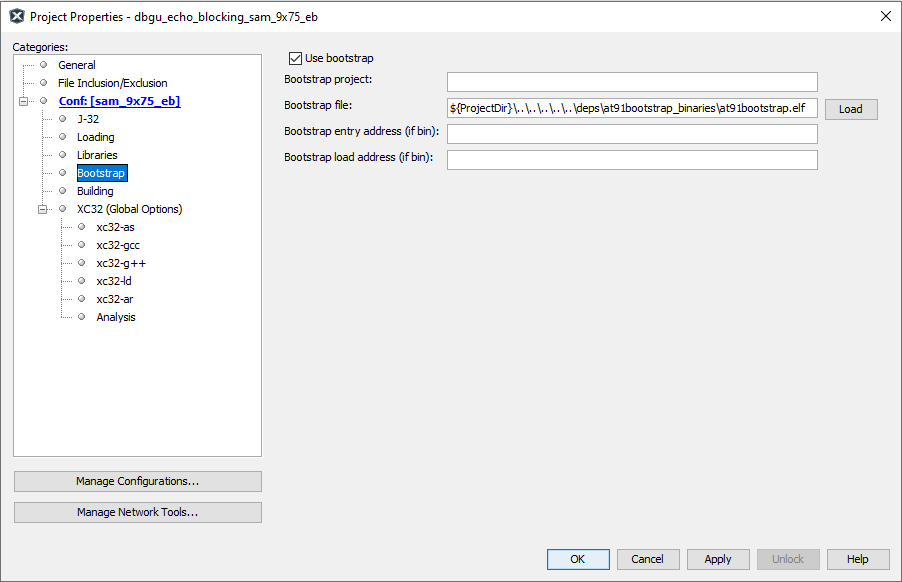 Project Properties - dbgu_echo_blocking_sam_9x75_eb
Categories:
General
File Inclusion/Exclusion
Conf: [sam_9x75_eb]
J-32
Loading
Libraries
Bootstrap
Building
XC32 (Global Options)
xc32-as
xc32-gcc
xc32-g++
xc32-ld
xc32-ar
Analysis
Manage Configurations...
Manage Network Tools...
Use bootstrap
Bootstrap project:
Bootstrap file: ${ProjectDir}\..\..\..\..\..\deps\at91bootstrap_binaries\at91bootstrap.elf Load
Bootstrap entry address (if bin):
Bootstrap load address (if bin):
OK Cancel Apply Unlock Help